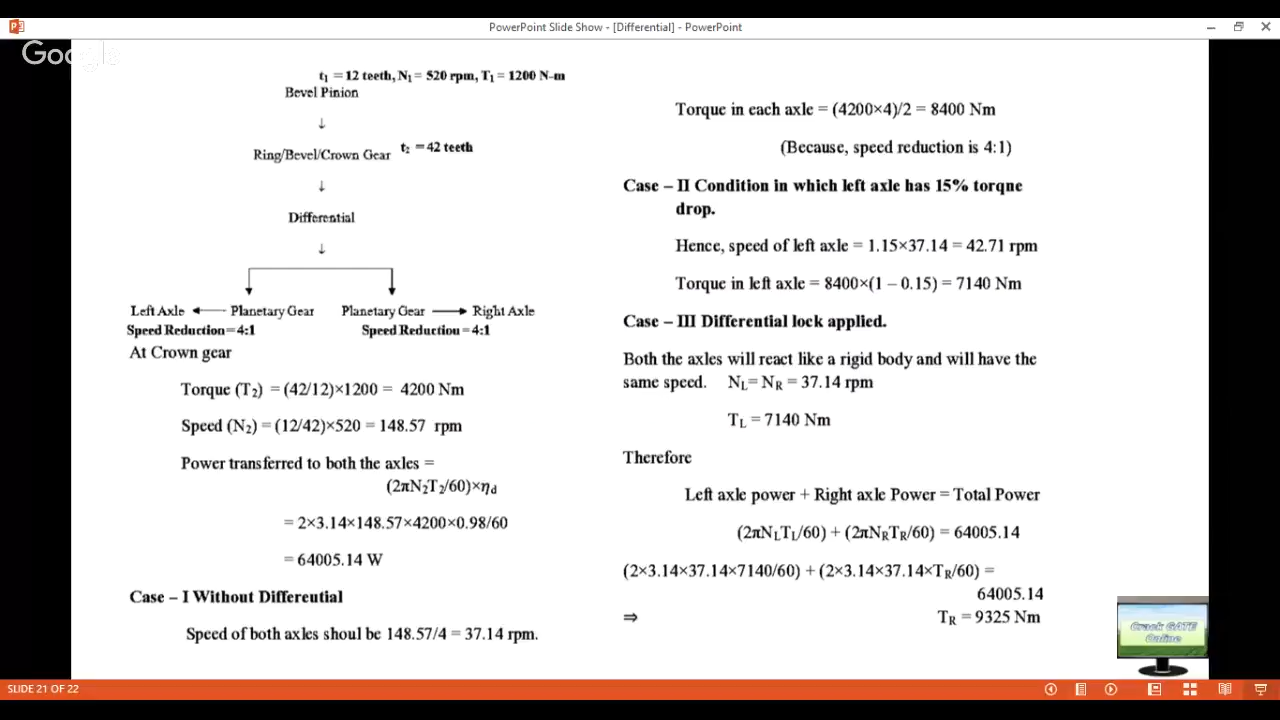 PowerPoint Slide Show - [Differential] - PowerPoint
Google
t₁ = 12 teeth, N₁ = 520 rpm, T₁ = 1200 N-m
Bevel Pinion
↓
Ring/Bevel/Crown Gear t₂ = 42 teeth
↓
Differential
↓
Left Axle ← Planetary Gear Planetary Gear → Right Axle
Speed Reduction = 4:1 Speed Reduction = 4:1
At Crown gear
Torque (T₂) = (42/12)×1200 = 4200 Nm
Speed (N₂) = (12/42)×520 = 148.57 rpm
Power transferred to both the axles =
(2πN₂T₂/60)×ηd
= 2×3.14×148.57×4200×0.98/60
= 64005.14 W
Case – I Without Differential
Speed of both axles shoul be 148.57/4 = 37.14 rpm.
Torque in each axle = (4200×4)/2 = 8400 Nm
(Because, speed reduction is 4:1)
Case – II Condition in which left axle has 15% torqne
drop.
Hence, speed of left axle = 1.15×37.14 = 42.71 rpm
Torque in left axle = 8400×(1 – 0.15) = 7140 Nm
Case – III Differential lock applied.
Both the axles will react like a rigid body and will have the
same speed. NL= NR = 37.14 rpm
TL = 7140 Nm
Therefore
Left axle power + Right axle Power = Total Power
(2πNLTL/60) + (2πNRTR/60) = 64005.14
(2×3.14×37.14×7140/60) + (2×3.14×37.14×TR/60) =
64005.14
⇒ TR = 9325 Nm
Crack GATE
Online
SLIDE 21 OF 22